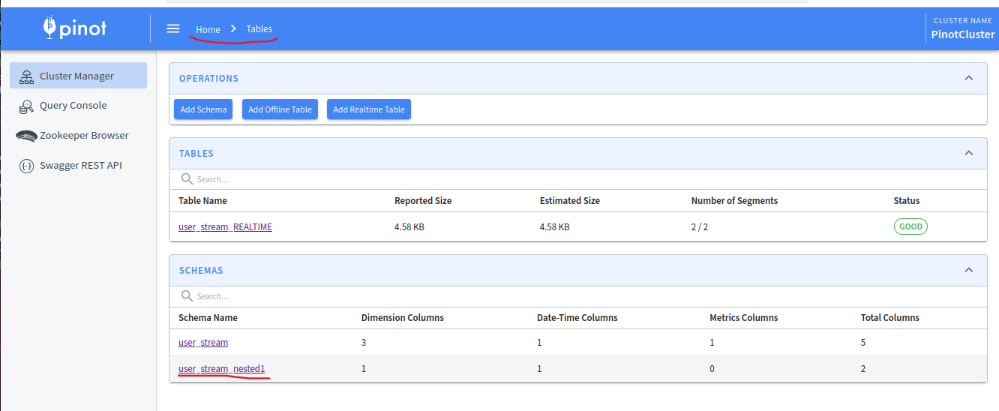 pinot
Home > Tables
CLUSTER NAME
PinotCluster
Cluster Manager
Query Console
Zookeeper Browser
Swagger REST API
OPERATIONS
Add Schema Add Offline Table Add Realtime Table
TABLES
Search...
Table Name Reported Size Estimated Size Number of Segments Status
user_stream_REALTIME 4.58 KB 4.58 KB 2 / 2 GOOD
SCHEMAS
Search...
Schema Name Dimension Columns Date-Time Columns Metrics Columns Total Columns
user_stream 3 1 1 5
user_stream_nested1 1 1 0 2